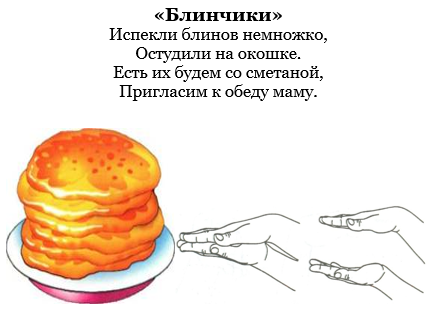 «Блинчики»
Испекли блинов немножко,
Остудили на окошке.
Есть их будем со сметаной,
Пригласим к обеду маму.